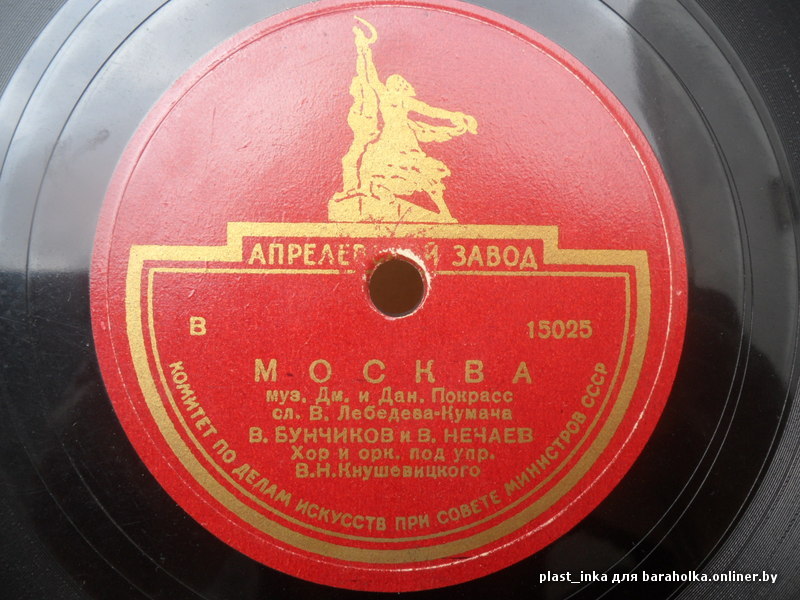 ЗАВОД
В
15025
МОСКВА
муз. Дм. и Дан. Покрасс
сл. В. Лебедева-Кумача
В. БУНЧИКОВ и В. НЕЧАЕВ
Хор и орк. под упр.
В.Н.Кнушевицкого
КОМИТЕТ ПО ДЕЛАМ ИСКУССТВ ПРИ СОВЕТЕ МИНИСТРОВ СССР
plast_inka для baraholka.onliner.by